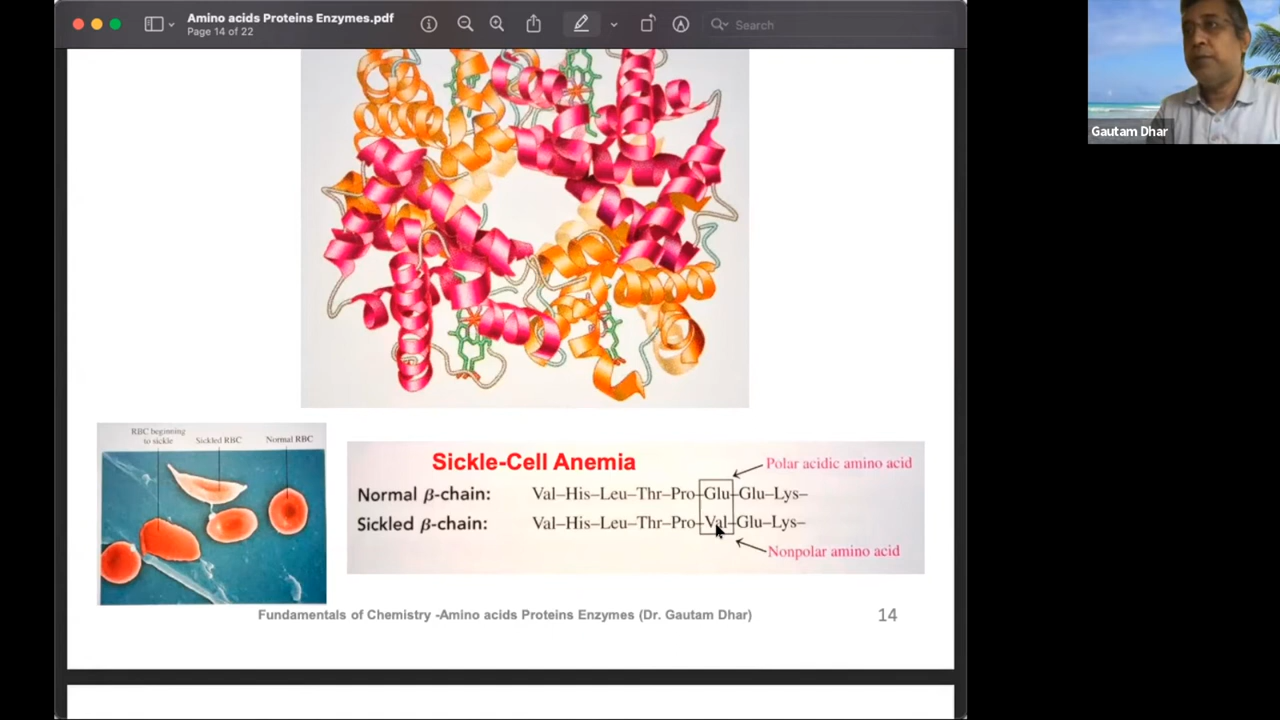 Amino acids Proteins Enzymes.pdf
Page 14 of 22
Search
Gautam Dhar
RBC beginning
to sickle
Sickled RBC
Normal RBC
Sickle-Cell Anemia
Polar acidic amino acid
Normal β-chain: Val–His–Leu–Thr–Pro–Glu–Glu–Lys–
Sickled β-chain: Val–His–Leu–Thr–Pro–Val–Glu–Lys–
Nonpolar amino acid
Fundamentals of Chemistry -Amino acids Proteins Enzymes (Dr. Gautam Dhar)
14